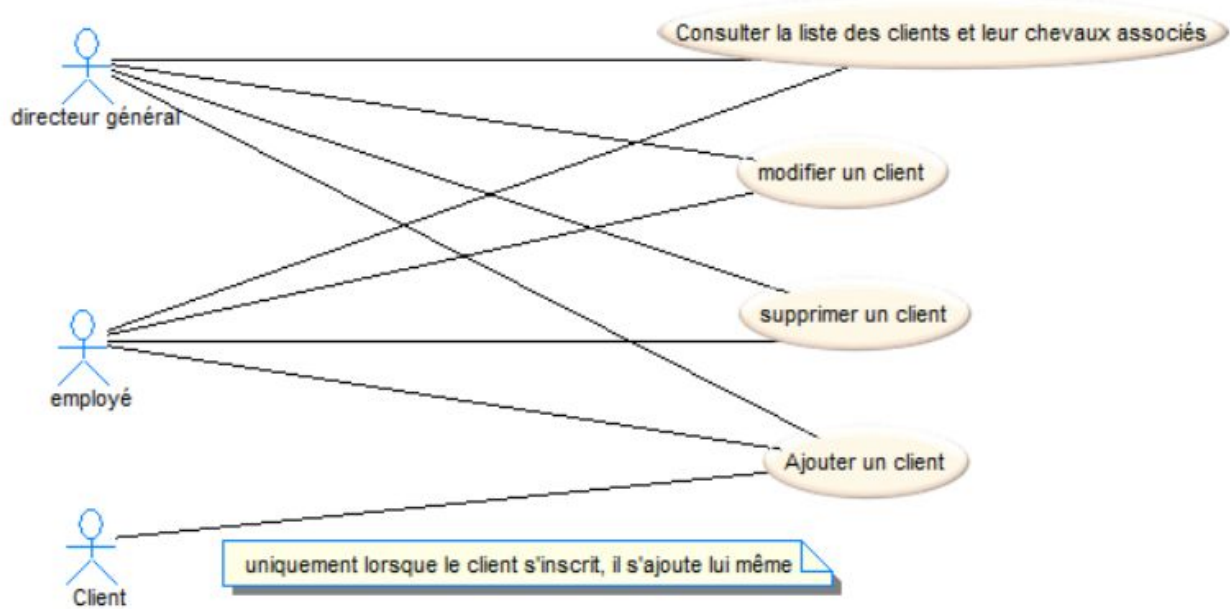 Consulter la liste des clients et leur chevaux associés
directeur général
modifier un client
supprimer un client
employé
Ajouter un client
uniquement lorsque le client s'inscrit, il s'ajoute lui même
Client